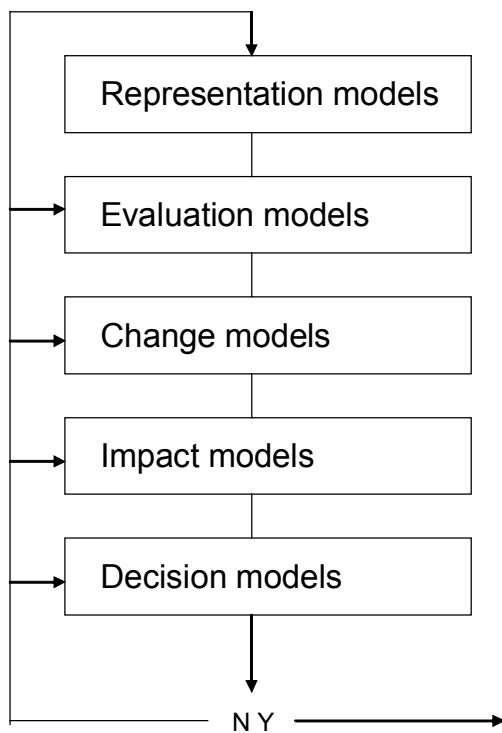 Representation models
Evaluation models
Change models
Impact models
Decision models
N Y